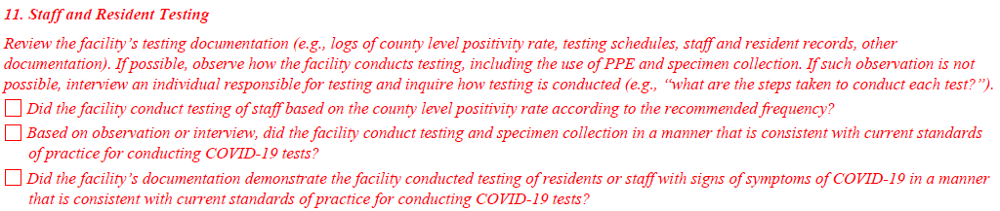 11. Staff and Resident Testing
Review the facility's testing documentation (e.g., logs of county level positivity rate, testing schedules, staff and resident records, other
documentation). If possible, observe how the facility conducts testing, including the use of PPE and specimen collection. If such observation is not
possible, interview an individual responsible for testing and inquire how testing is conducted (e.g., “what are the steps taken to conduct each test?”).
☐ Did the facility conduct testing of staff based on the county level positivity rate according to the recommended frequency?
☐ Based on observation or interview, did the facility conduct testing and specimen collection in a manner that is consistent with current standards
of practice for conducting COVID-19 tests?
☐ Did the facility's documentation demonstrate the facility conducted testing of residents or staff with signs of symptoms of COVID-19 in a manner
that is consistent with current standards of practice for conducting COVID-19 tests?